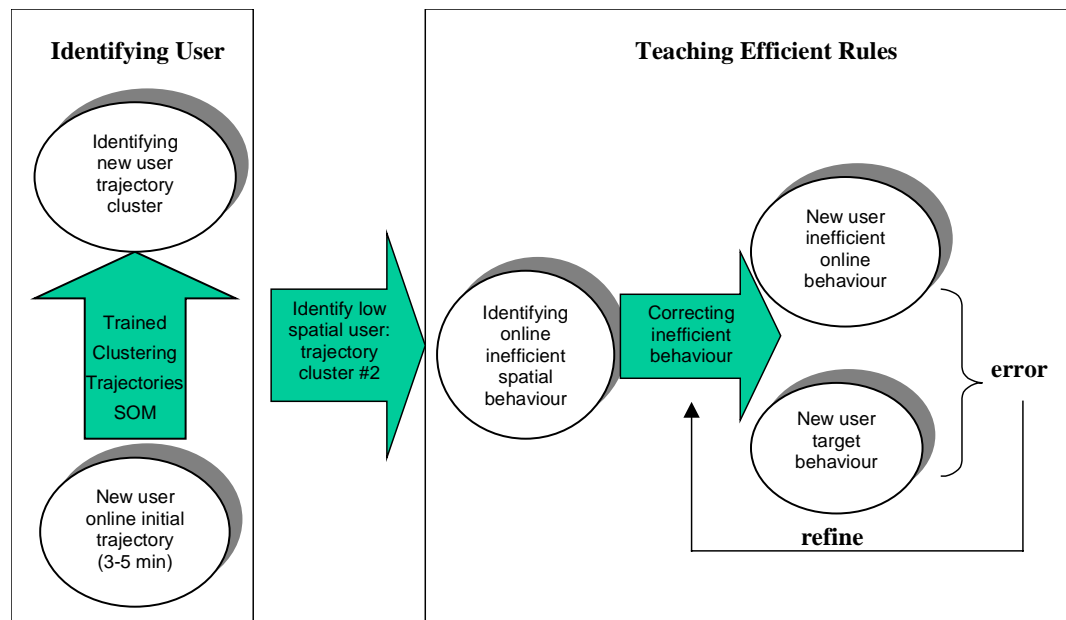 Identifying User
Identifying
new user
trajectory
cluster
Trained
Clustering
Trajectories
SOM
New user
online initial
trajectory
(3-5 min)
Identify low
spatial user:
trajectory
cluster #2
Teaching Efficient Rules
Identifying
online
inefficient
spatial
behaviour
Correcting
inefficient
behaviour
New user
inefficient
online
behaviour
New user
target
behaviour
error
refine